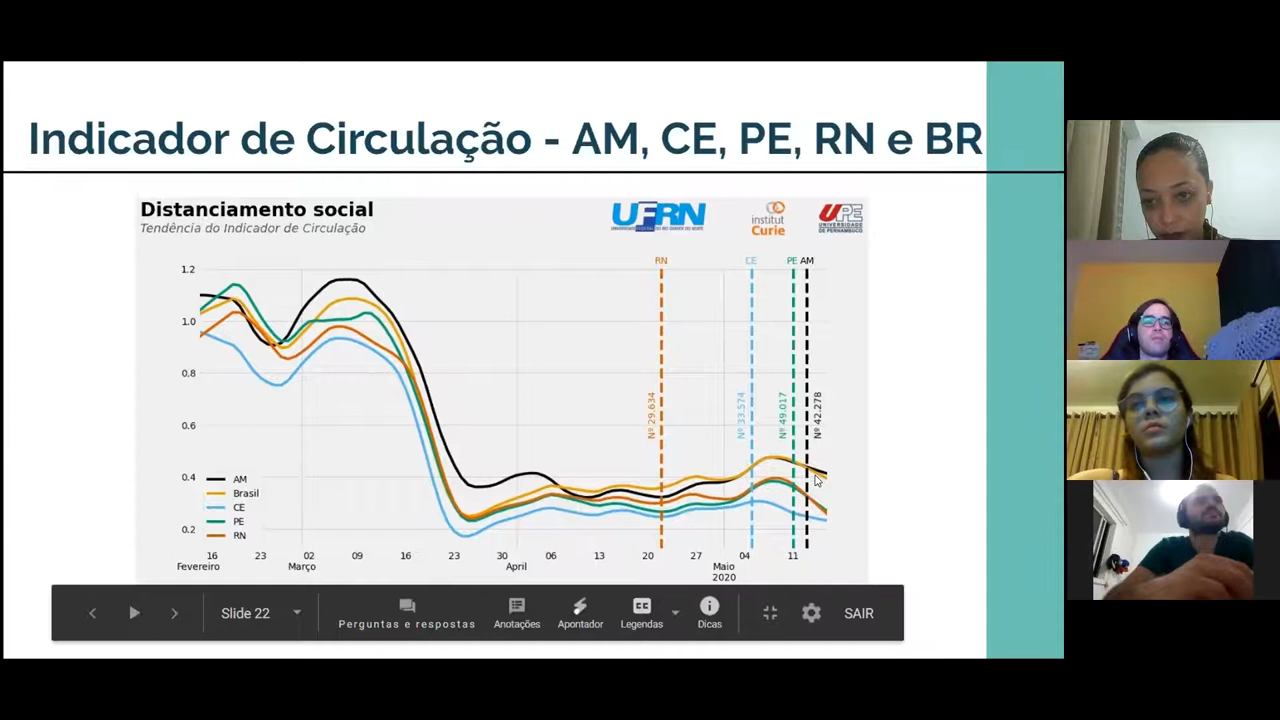 Indicador de Circulação - AM, CE, PE, RN e BR
Distanciamento social
Tendência do Indicador de Circulação
UFRN
institut
Curie
UPE
UNIVERSIDADE
DE PERNAMBUCO
RN
CE
PE
AM
1.2
1.0
0.8
0.6
0.4
0.2
Nº 29.634
Nº 33.574
Nº 49.017
Nº 42.278
AM
Brasil
CE
PE
RN
16 23 02 09 16 23 30 06 13 20 27 04 11
Fevereiro Março April Maio
2020
Slide 22
Perguntas e respostas
Anotações
Apontador
CC
Legendas
Dicas
SAIR